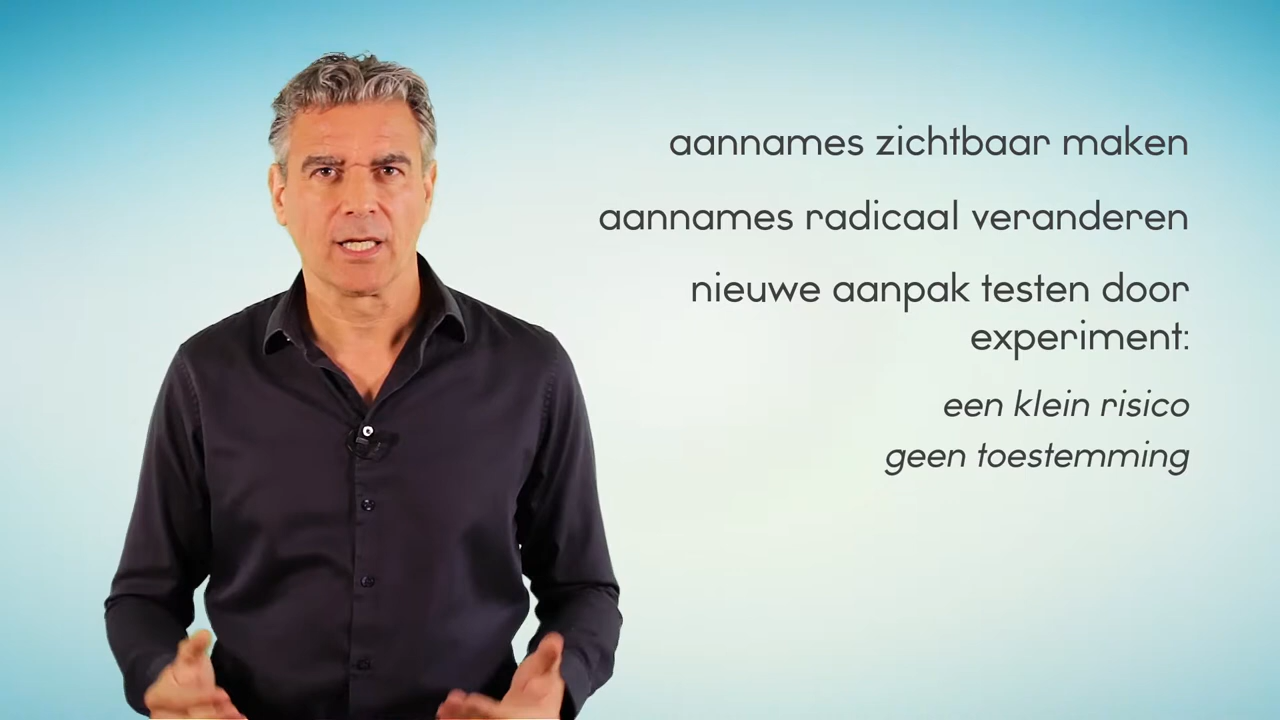 aannames zichtbaar maken
aannames radicaal veranderen
nieuwe aanpak testen door
experiment:
een klein risico
geen toestemming